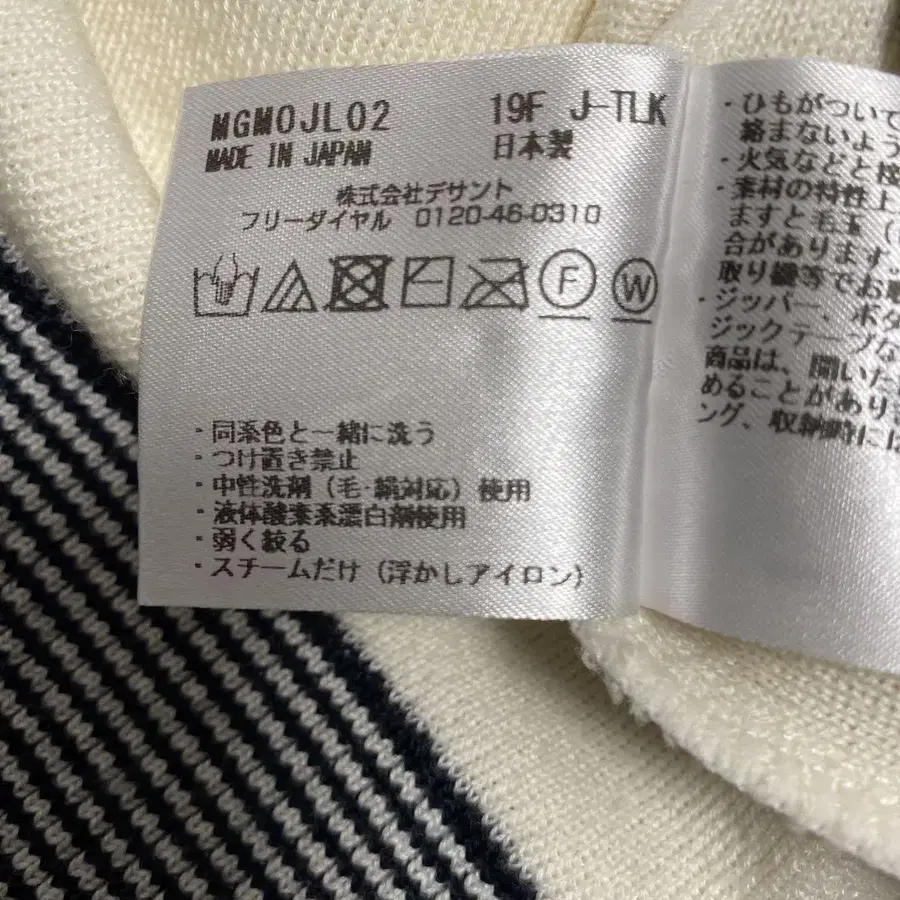 MGMOJL02 19F J-TLK
MADE IN JAPAN 日本製
株式会社デサント
フリーダイヤル 0120-46-0310
F W
・同系色と一緒に洗う
・つけ置き禁止
・中性洗剤（毛・絹対応）使用
・液体酸素系漂白剤使用
・弱く絞る
・スチームだけ（浮かしアイロン）
・ひもがついて
絡まないよう
・火気などと接
・素材の特性上
ますと毛玉（
合があります。
取り機等でお
・ジッパー、ボタ
ジックテープな
商品は、開いた
めることがあり
ング、収納時には